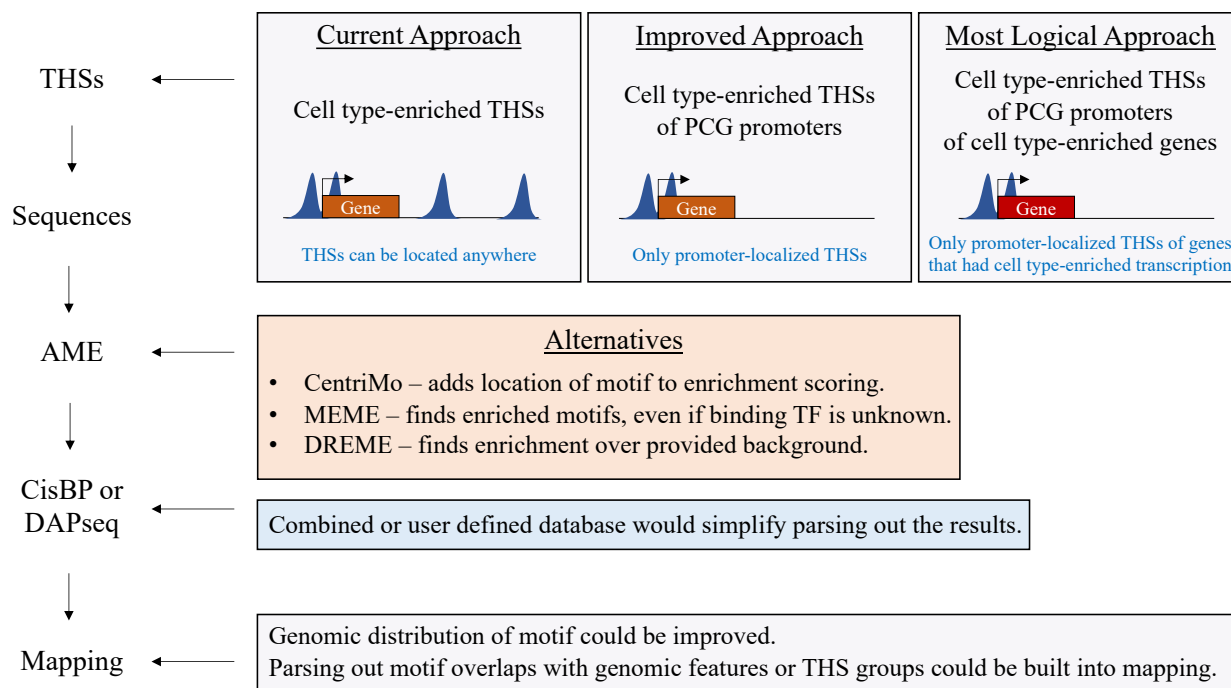 THSs
Sequences
AME
CisBP or
DAPseq
Mapping
Current Approach
Cell type-enriched THSs
Gene
THSs can be located anywhere
Improved Approach
Cell type-enriched THSs
of PCG promoters
Gene
Only promoter-localized THSs
Most Logical Approach
Cell type-enriched THSs
of PCG promoters
of cell type-enriched genes
Gene
Only promoter-localized THSs of genes
that had cell type-enriched transcription
Alternatives
• CentriMo – adds location of motif to enrichment scoring.
• MEME – finds enriched motifs, even if binding TF is unknown.
• DREME – finds enrichment over provided background.
Combined or user defined database would simplify parsing out the results.
Genomic distribution of motif could be improved.
Parsing out motif overlaps with genomic features or THS groups could be built into mapping.